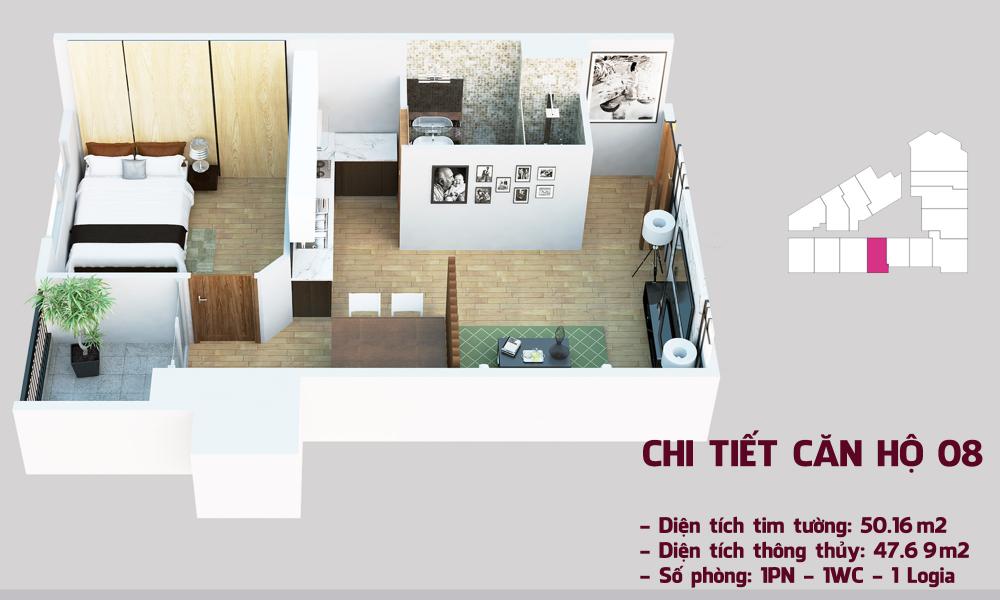 CHI TIẾT CĂN HỘ 08
- Diện tích tim tường: 50.16 m2
- Diện tích thông thủy: 47.6 9m2
- Số phòng: 1PN - 1WC - 1 Logia